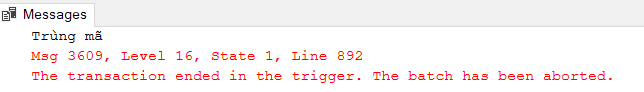 Messages
Trùng mã
Msg 3609, Level 16, State 1, Line 892
The transaction ended in the trigger. The batch has been aborted.